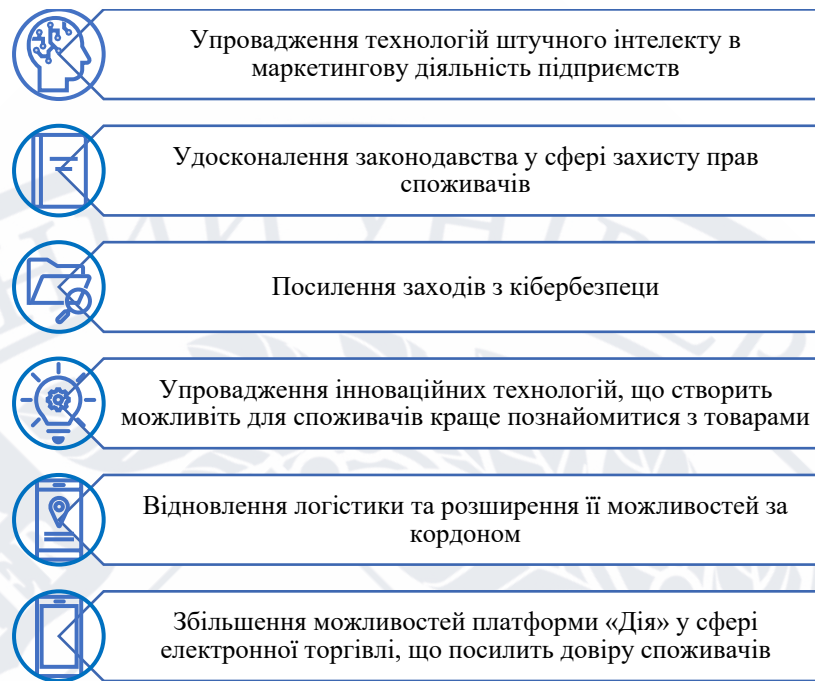 Упровадження технологій штучного інтелекту в
маркетингову діяльність підприємств
Удосконалення законодавства у сфері захисту прав
споживачів
Посилення заходів з кібербезпеци
Упровадження інноваційних технологій, що створить
можливіть для споживачів краще познайомитися з товарами
Відновлення логістики та розширення її можливостей за
кордоном
Збільшення можливостей платформи «Дія» у сфері
електронної торгівлі, що посилить довіру споживачів